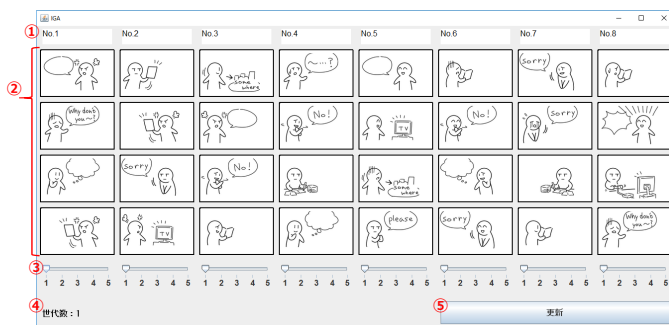 IGA
① No.1 No.2 No.3 No.4 No.5 No.6 No.7 No.8
②
~...? Sorry
some where
Why don't you ~? No! No! Sorry
TV
Sorry No!
some where
please Sorry Why don't you ~?
TV
③
1 2 3 4 5 1 2 3 4 5 1 2 3 4 5 1 2 3 4 5 1 2 3 4 5 1 2 3 4 5 1 2 3 4 5 1 2 3 4 5
④ 世代数:1 ⑤ 更新